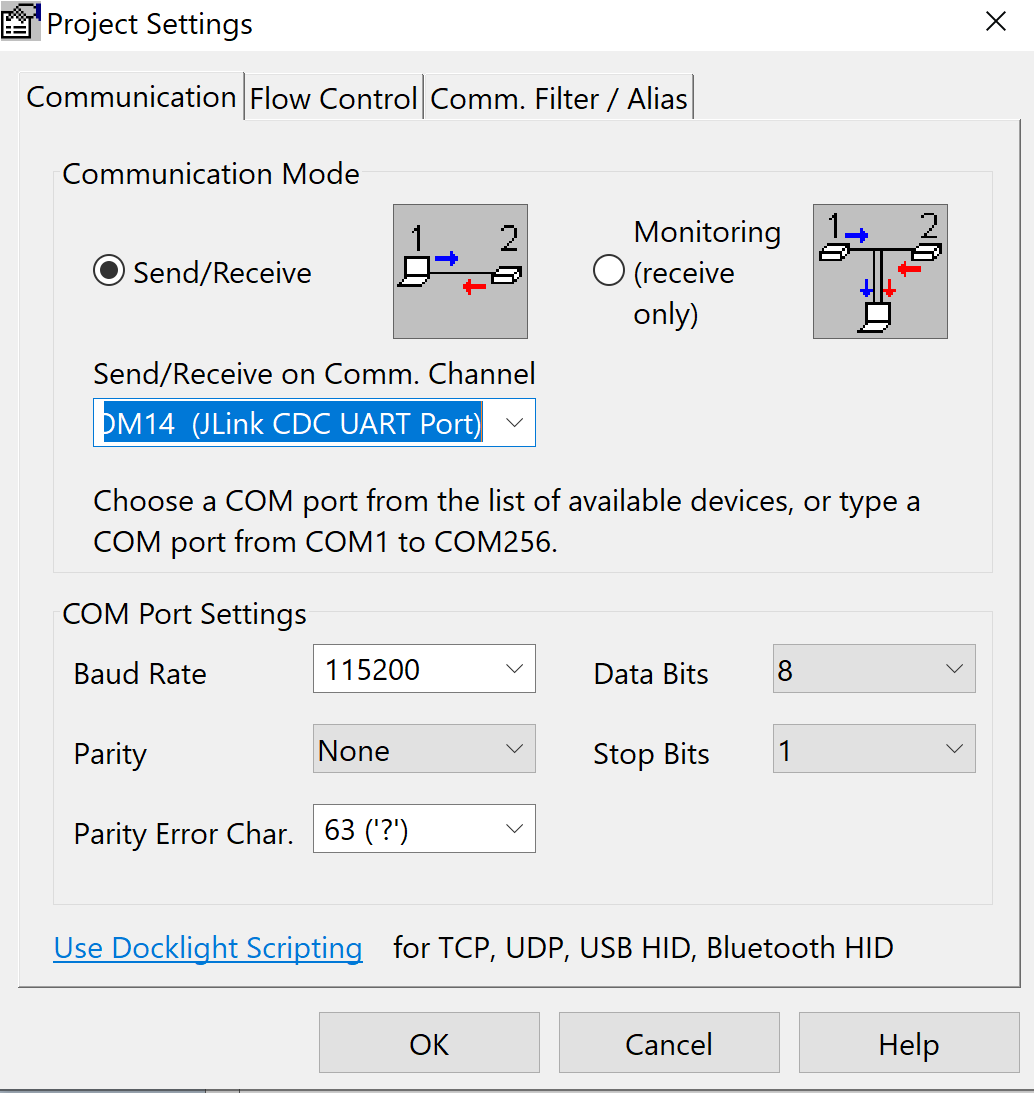 Project Settings
Communication
Flow Control
Comm. Filter / Alias
Communication Mode
Send/Receive
1 2
Monitoring
(receive
only)
1 2
Send/Receive on Comm. Channel
OM14 (JLink CDC UART Port)
Choose a COM port from the list of available devices, or type a
COM port from COM1 to COM256.
COM Port Settings
Baud Rate
115200
Data Bits
8
Parity
None
Stop Bits
1
Parity Error Char.
63 ('?')
Use Docklight Scripting
for TCP, UDP, USB HID, Bluetooth HID
OK
Cancel
Help